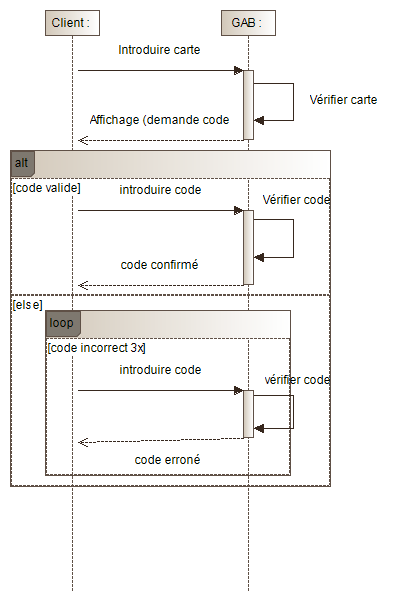 Client :
GAB :
Introduire carte
Vérifier carte
Affichage (demande code
alt
[code valide]
introduire code
Vérifier code
code confirmé
[else]
loop
[code incorrect 3x]
introduire code
vérifier code
code erroné